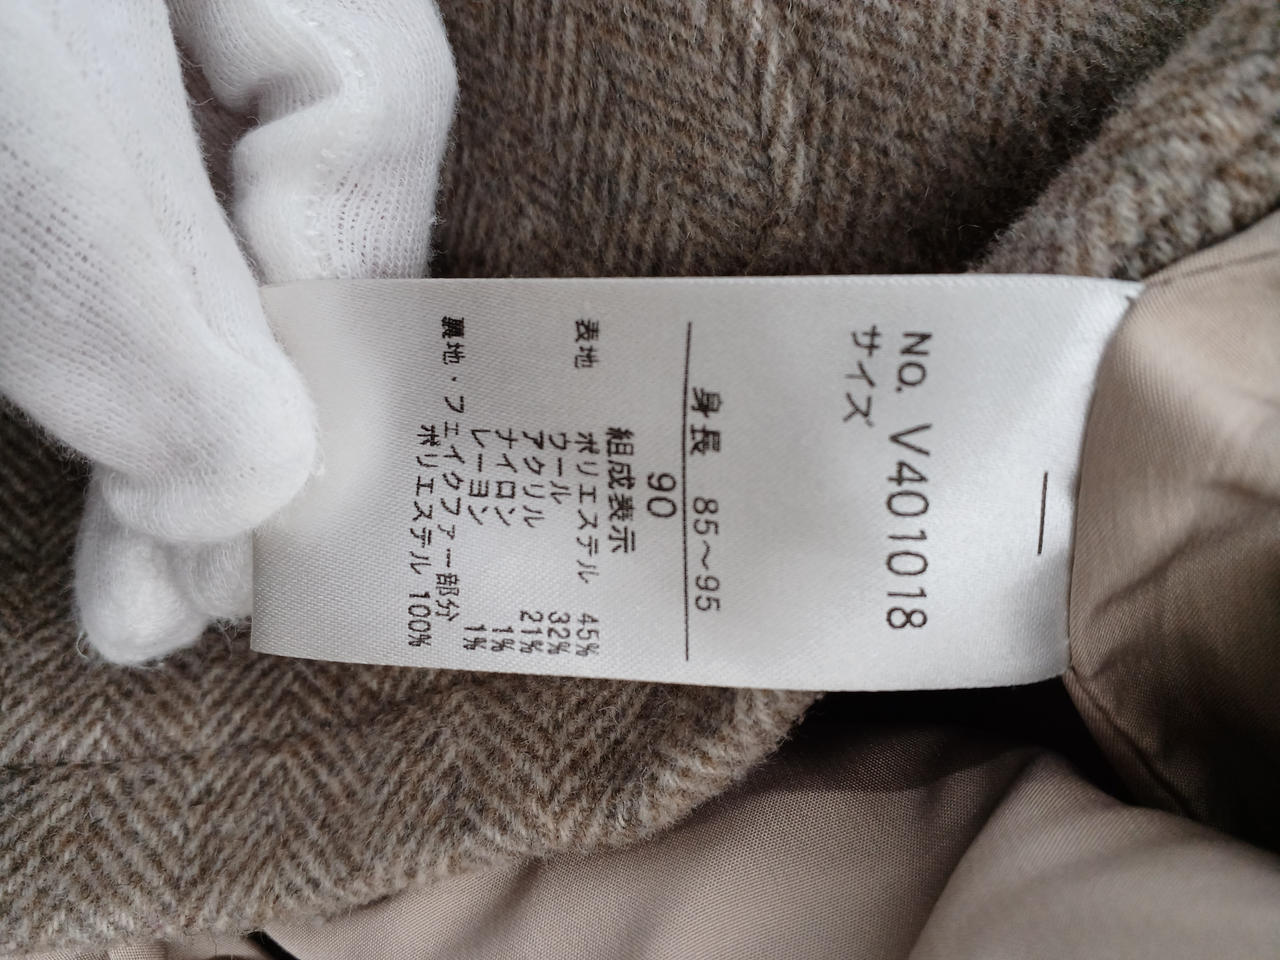 NO. V401018
サイズ
身長 85～95
90
組成表示
表地 ポリエステル 45%
ウール 32%
アクリル 21%
ナイロン 1%
レーヨン 1%
裏地・フェイクファー部分
ポリエステル 100%